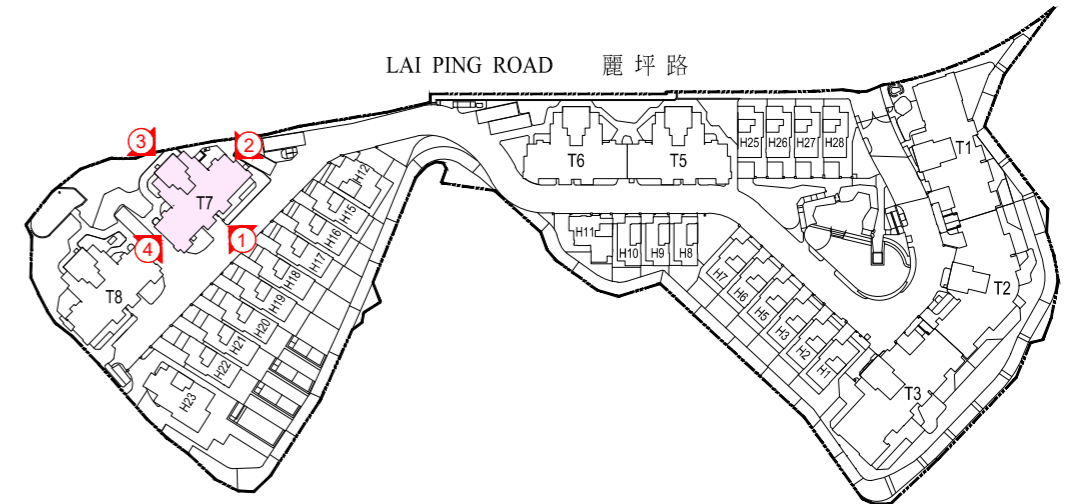 LAI PING ROAD 麗坪路
T1
3
2
H25
H26
H27
H28
T6
T5
H12
T7
H15
1
H16
H11
4
H17
H10
H9
H8
H18
H7
T8
H19
H6
T2
H20
H5
H21
H3
H22
H2
H1
H23
T3